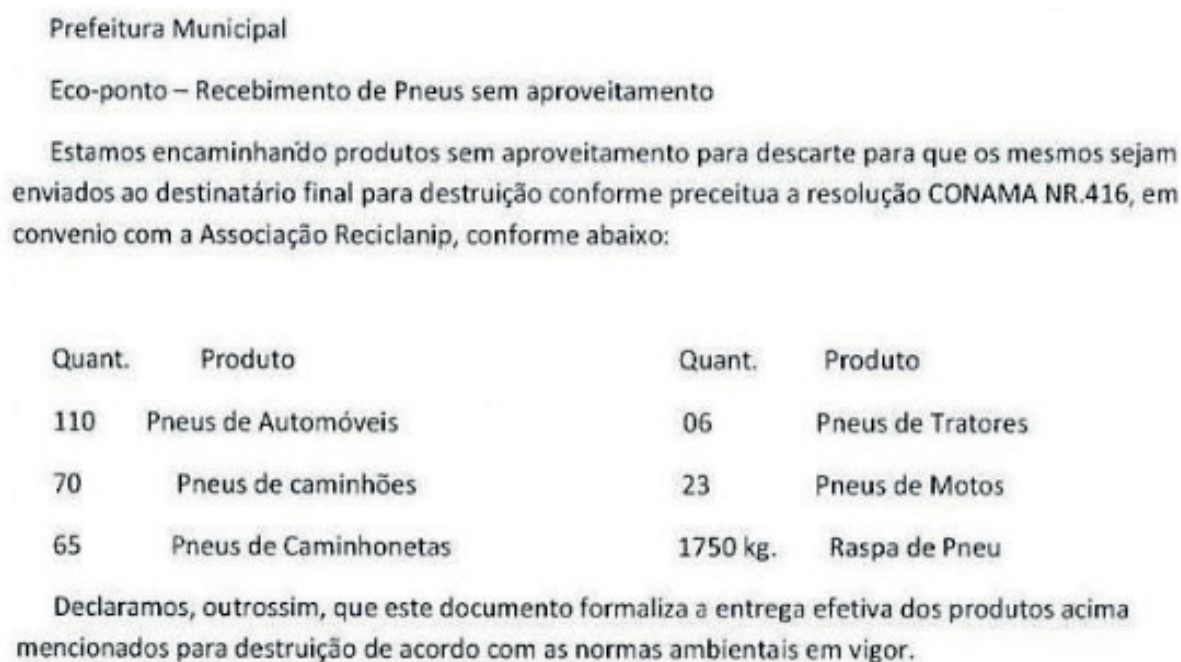 Prefeitura Municipal
Eco-ponto – Recebimento de Pneus sem aproveitamento
Estamos encaminhando produtos sem aproveitamento para descarte para que os mesmos sejam
enviados ao destinatário final para destruição conforme preceitua a resolução CONAMA NR.416, em
convenio com a Associação Reciclanip, conforme abaixo:
Quant. Produto Quant. Produto
110 Pneus de Automóveis 06 Pneus de Tratores
70 Pneus de caminhões 23 Pneus de Motos
65 Pneus de Caminhonetas 1750 kg. Raspa de Pneu
Declaramos, outrossim, que este documento formaliza a entrega efetiva dos produtos acima
mencionados para destruição de acordo com as normas ambientais em vigor.